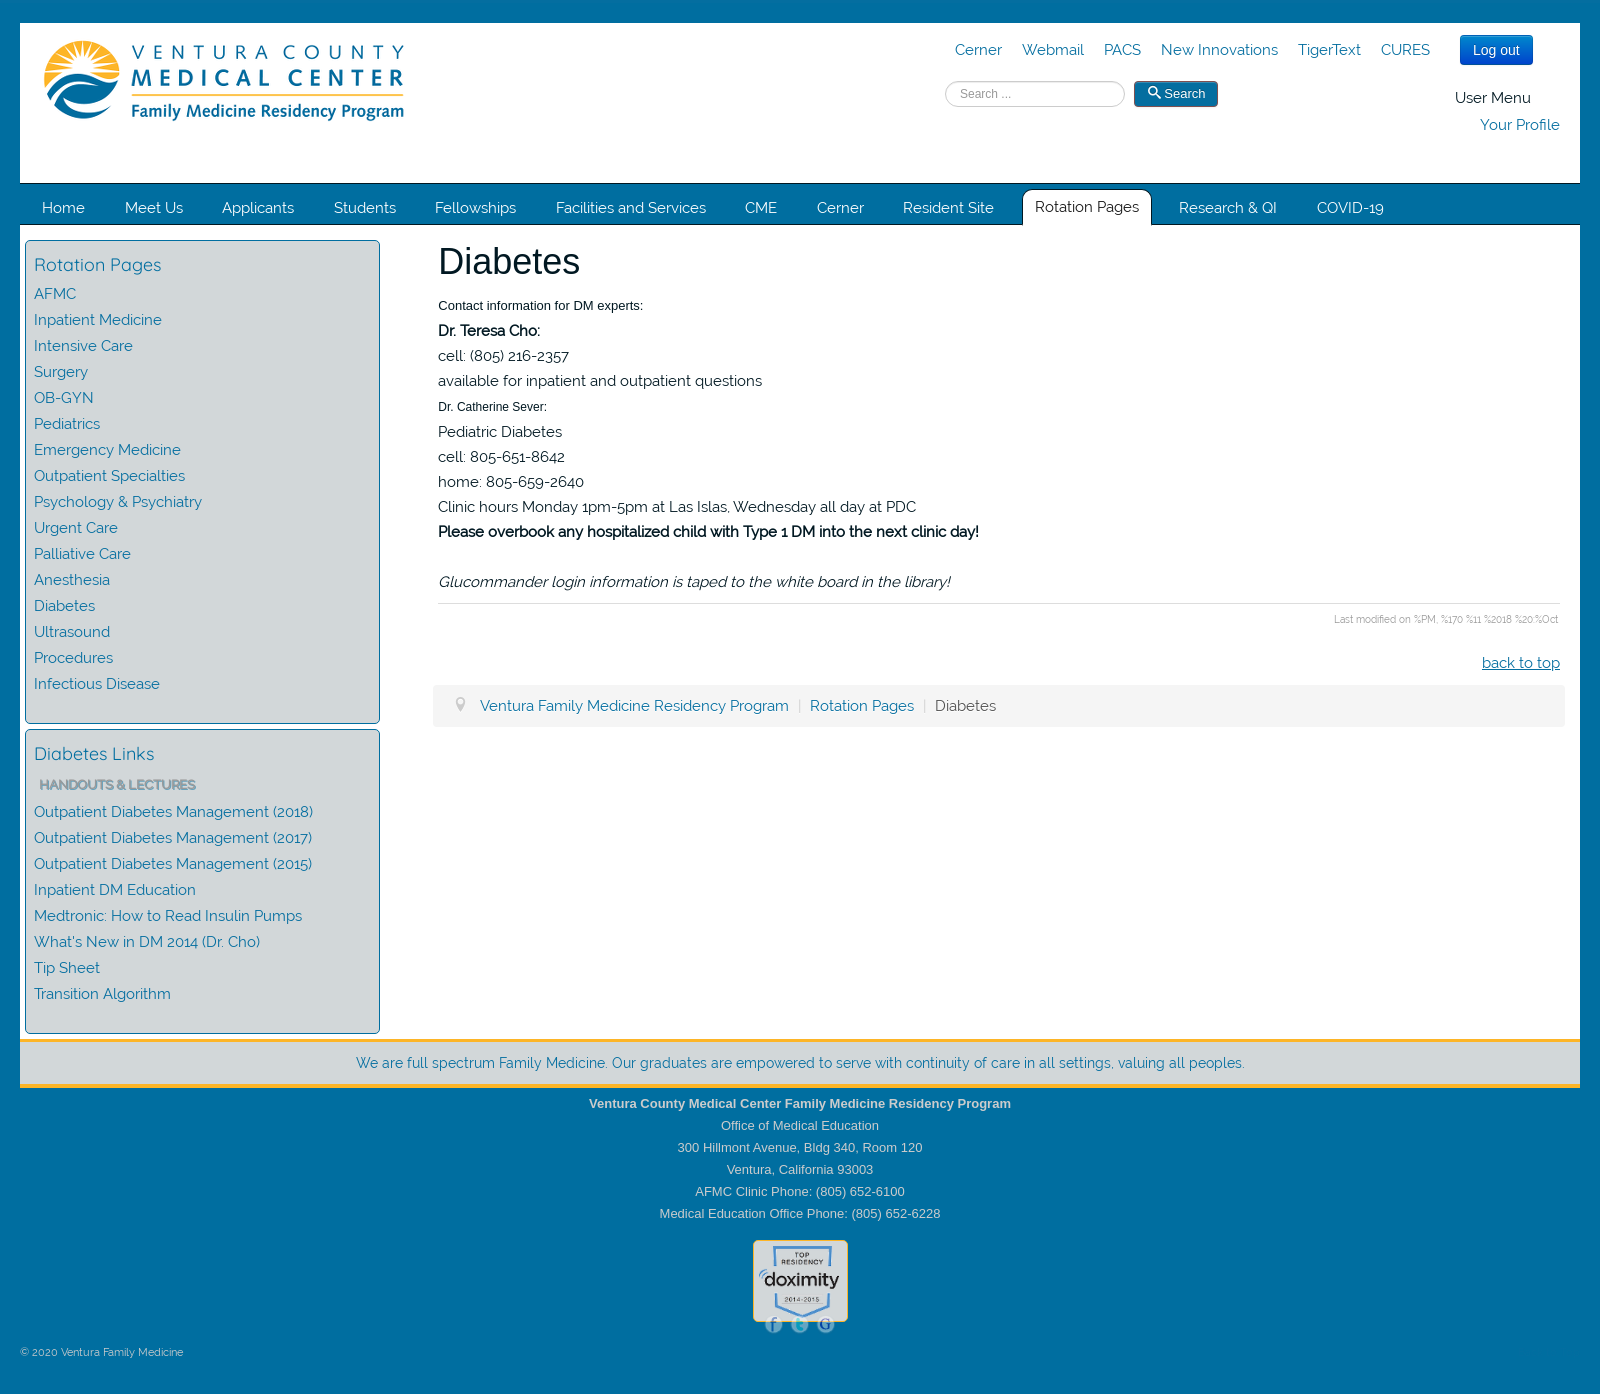 VENTURA COUNTY
MEDICAL CENTER
Family Medicine Residency Program
Cerner Webmail PACS New Innovations TigerText CURES Log out
Search ... Search
User Menu
Your Profile
Home Meet Us Applicants Students Fellowships Facilities and Services CME Cerner Resident Site Rotation Pages Research & QI COVID-19
Rotation Pages
AFMC
Inpatient Medicine
Intensive Care
Surgery
OB-GYN
Pediatrics
Emergency Medicine
Outpatient Specialties
Psychology & Psychiatry
Urgent Care
Palliative Care
Anesthesia
Diabetes
Ultrasound
Procedures
Infectious Disease
Diabetes Links
HANDOUTS & LECTURES
Outpatient Diabetes Management (2018)
Outpatient Diabetes Management (2017)
Outpatient Diabetes Management (2015)
Inpatient DM Education
Medtronic: How to Read Insulin Pumps
What's New in DM 2014 (Dr. Cho)
Tip Sheet
Transition Algorithm
Diabetes
Contact information for DM experts:
Dr. Teresa Cho:
cell: (805) 216-2357
available for inpatient and outpatient questions
Dr. Catherine Sever:
Pediatric Diabetes
cell: 805-651-8642
home: 805-659-2640
Clinic hours Monday 1pm-5pm at Las Islas, Wednesday all day at PDC
Please overbook any hospitalized child with Type 1 DM into the next clinic day!
Glucommander login information is taped to the white board in the library!
Last modified on %PM, %170 %11 %2018 %20:%Oct
back to top
Ventura Family Medicine Residency Program | Rotation Pages | Diabetes
We are full spectrum Family Medicine. Our graduates are empowered to serve with continuity of care in all settings, valuing all peoples.
Ventura County Medical Center Family Medicine Residency Program
Office of Medical Education
300 Hillmont Avenue, Bldg 340, Room 120
Ventura, California 93003
AFMC Clinic Phone: (805) 652-6100
Medical Education Office Phone: (805) 652-6228
TOP
RESIDENCY
doximity
2014-2015
f t G
© 2020 Ventura Family Medicine